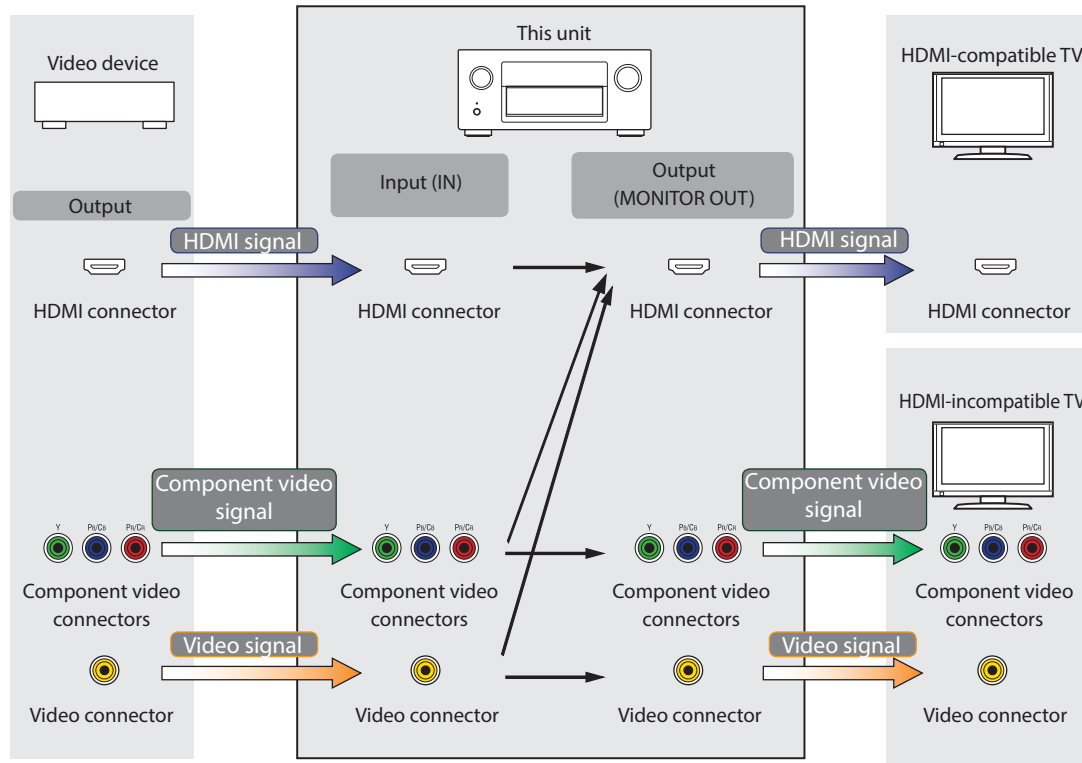 Video device
This unit
HDMI-compatible TV
Input (IN)
Output
(MONITOR OUT)
Output
HDMI signal
HDMI signal
HDMI connector
HDMI connector
HDMI connector
HDMI connector
HDMI-incompatible TV
Component video
signal
Component video
signal
Y PB/CB PR/CR
Y PB/CB PR/CR
Y PB/CB PR/CR
Y PB/CB PR/CR
Component video
connectors
Component video
connectors
Component video
connectors
Component video
connectors
Video signal
Video signal
Video connector
Video connector
Video connector
Video connector